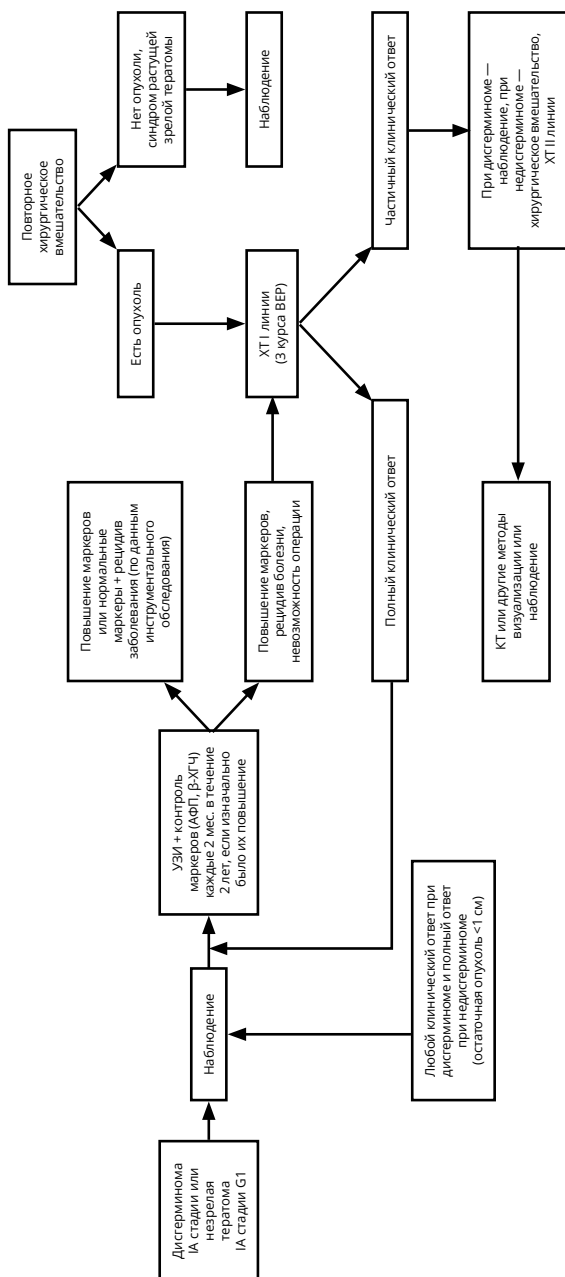 Дисгерминома
IA стадии или
незрелая
тератома
IA стадии G1
Наблюдение
Любой клинический ответ при
дисгерминоме и полный ответ
при недисгерминоме
(остаточная опухоль <1 см)
УЗИ + контроль
маркеров (АФП, β-ХГЧ)
каждые 2 мес. в течение
2 лет, если изначально
было их повышение
Повышение маркеров
или нормальные
маркеры + рецидив
заболевания (по данным
инструментального
обследования)
Повышение маркеров,
рецидив болезни,
невозможность операции
Повторное
хирургическое
вмешательство
Есть опухоль
Нет опухоли,
синдром растущей
зрелой тератомы
Наблюдение
ХТ I линии
(3 курса BEP)
Полный клинический ответ
Частичный клинический ответ
При дисгерминоме —
наблюдение, при
недисгерминоме —
хирургическое вмешательство,
ХТ II линии
КТ или другие методы
визуализации или
наблюдение